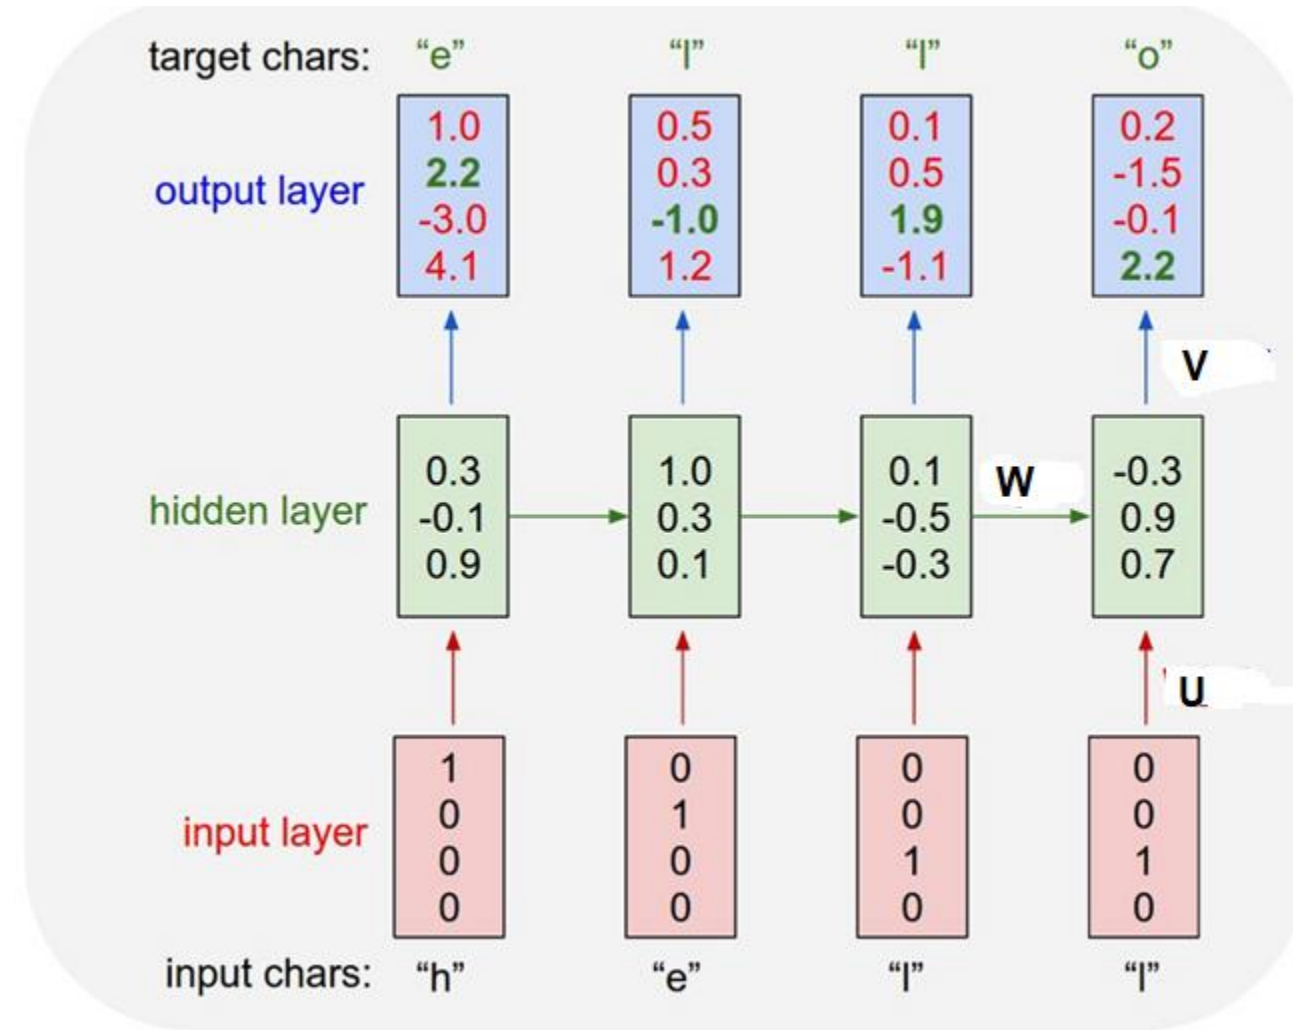 target chars: “e” “l” “l” “o”
1.0 0.5 0.1 0.2
2.2 0.3 0.5 -1.5
output layer
-3.0 -1.0 1.9 -0.1
4.1 1.2 -1.1 2.2
V
0.3 1.0 0.1 -0.3
W
hidden layer -0.1 0.3 -0.5 0.9
0.9 0.1 -0.3 0.7
U
1 0 0 0
0 1 0 0
input layer
0 0 1 1
0 0 0 0
input chars: “h” “e” “l” “l”